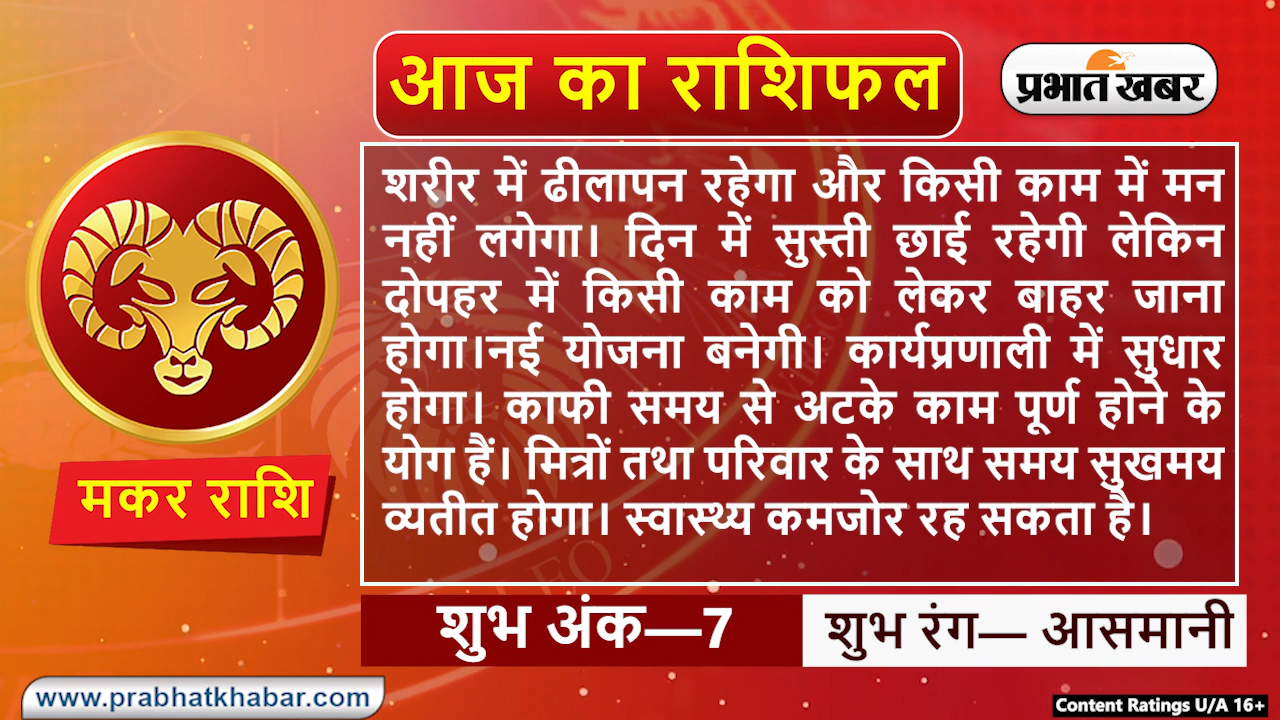 आज का राशिफल
प्रभात खबर
शरीर में ढीलापन रहेगा और किसी काम में मन
नहीं लगेगा। दिन में सुस्ती छाई रहेगी लेकिन
दोपहर में किसी काम को लेकर बाहर जाना
होगा।नई योजना बनेगी। कार्यप्रणाली में सुधार
होगा। काफी समय से अटके काम पूर्ण होने के
योग हैं। मित्रों तथा परिवार के साथ समय सुखमय
व्यतीत होगा। स्वास्थ्य कमजोर रह सकता है।
मकर राशि
LEO
शुभ अंक—7
शुभ रंग— आसमानी
www.prabhatkhabar.com
Content Ratings U/A 16+